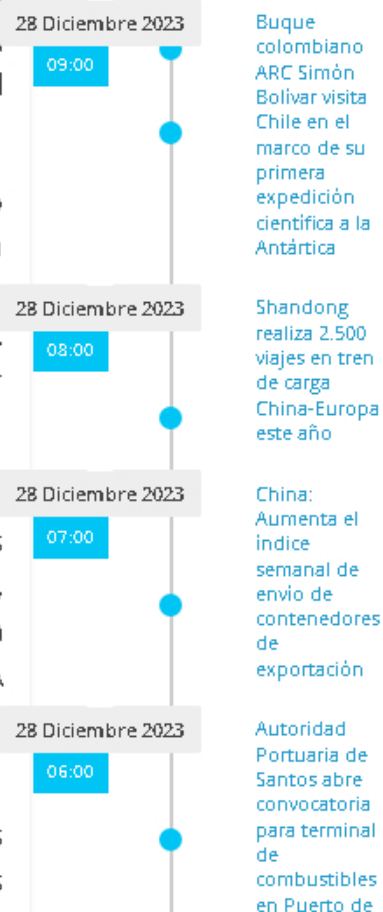 28 Diciembre 2023
09:00
Buque
colombiano
ARC Simón
Bolívar visita
Chile en el
marco de su
primera
expedición
científica a la
Antártica
28 Diciembre 2023
08:00
Shandong
realiza 2.500
viajes en tren
de carga
China-Europa
este año
28 Diciembre 2023
07:00
China:
Aumenta el
índice
semanal de
envío de
contenedores
de
exportación
28 Diciembre 2023
06:00
Autoridad
Portuaria de
Santos abre
convocatoria
para terminal
de
combustibles
en Puerto de